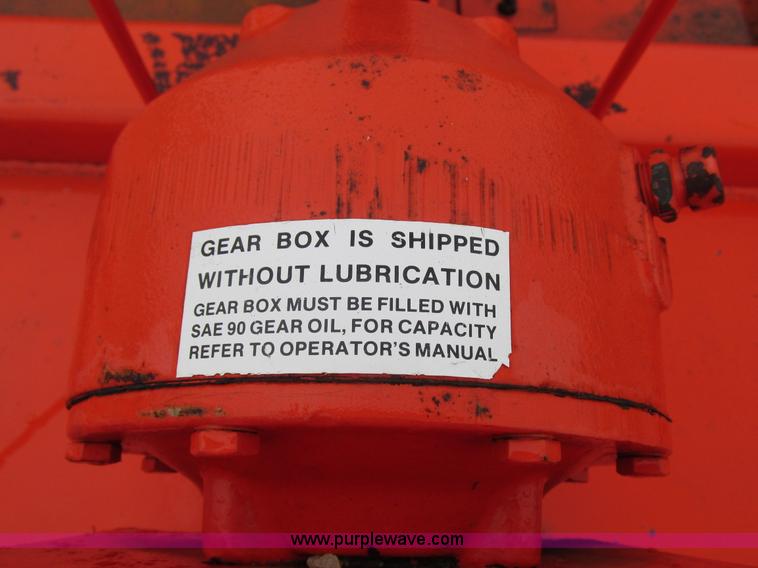 GEAR BOX IS SHIPPED
WITHOUT LUBRICATION
GEAR BOX MUST BE FILLED WITH
SAE 90 GEAR OIL, FOR CAPACITY
REFER TO OPERATOR'S MANUAL
www.purplewave.com